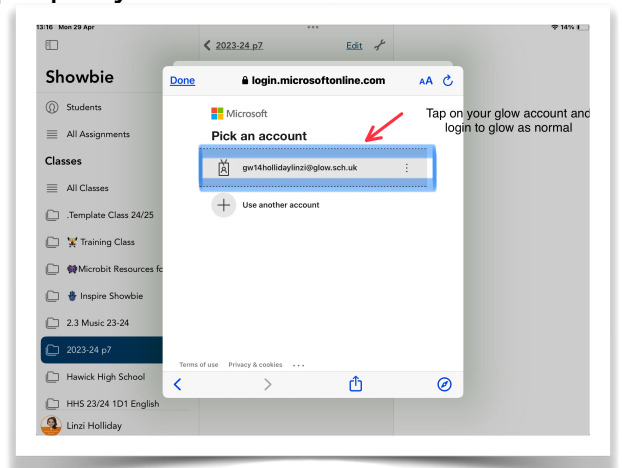 13:16 Mon 29 Apr
14%
2023-24 p7
Edit
Showbie
Done
login.microsoftonline.com
AA
Students
All Assignments
Classes
All Classes
.Template Class 24/25
Training Class
Microbit Resources fo
Inspire Showbie
2.3 Music 23-24
2023-24 p7
Hawick High School
HHS 23/24 1D1 English
Linzi Holliday
Microsoft
Pick an account
gw14hollidaylinzi@glow.sch.uk
Use another account
Terms of use Privacy & cookies ...
Tap on your glow account and
login to glow as normal